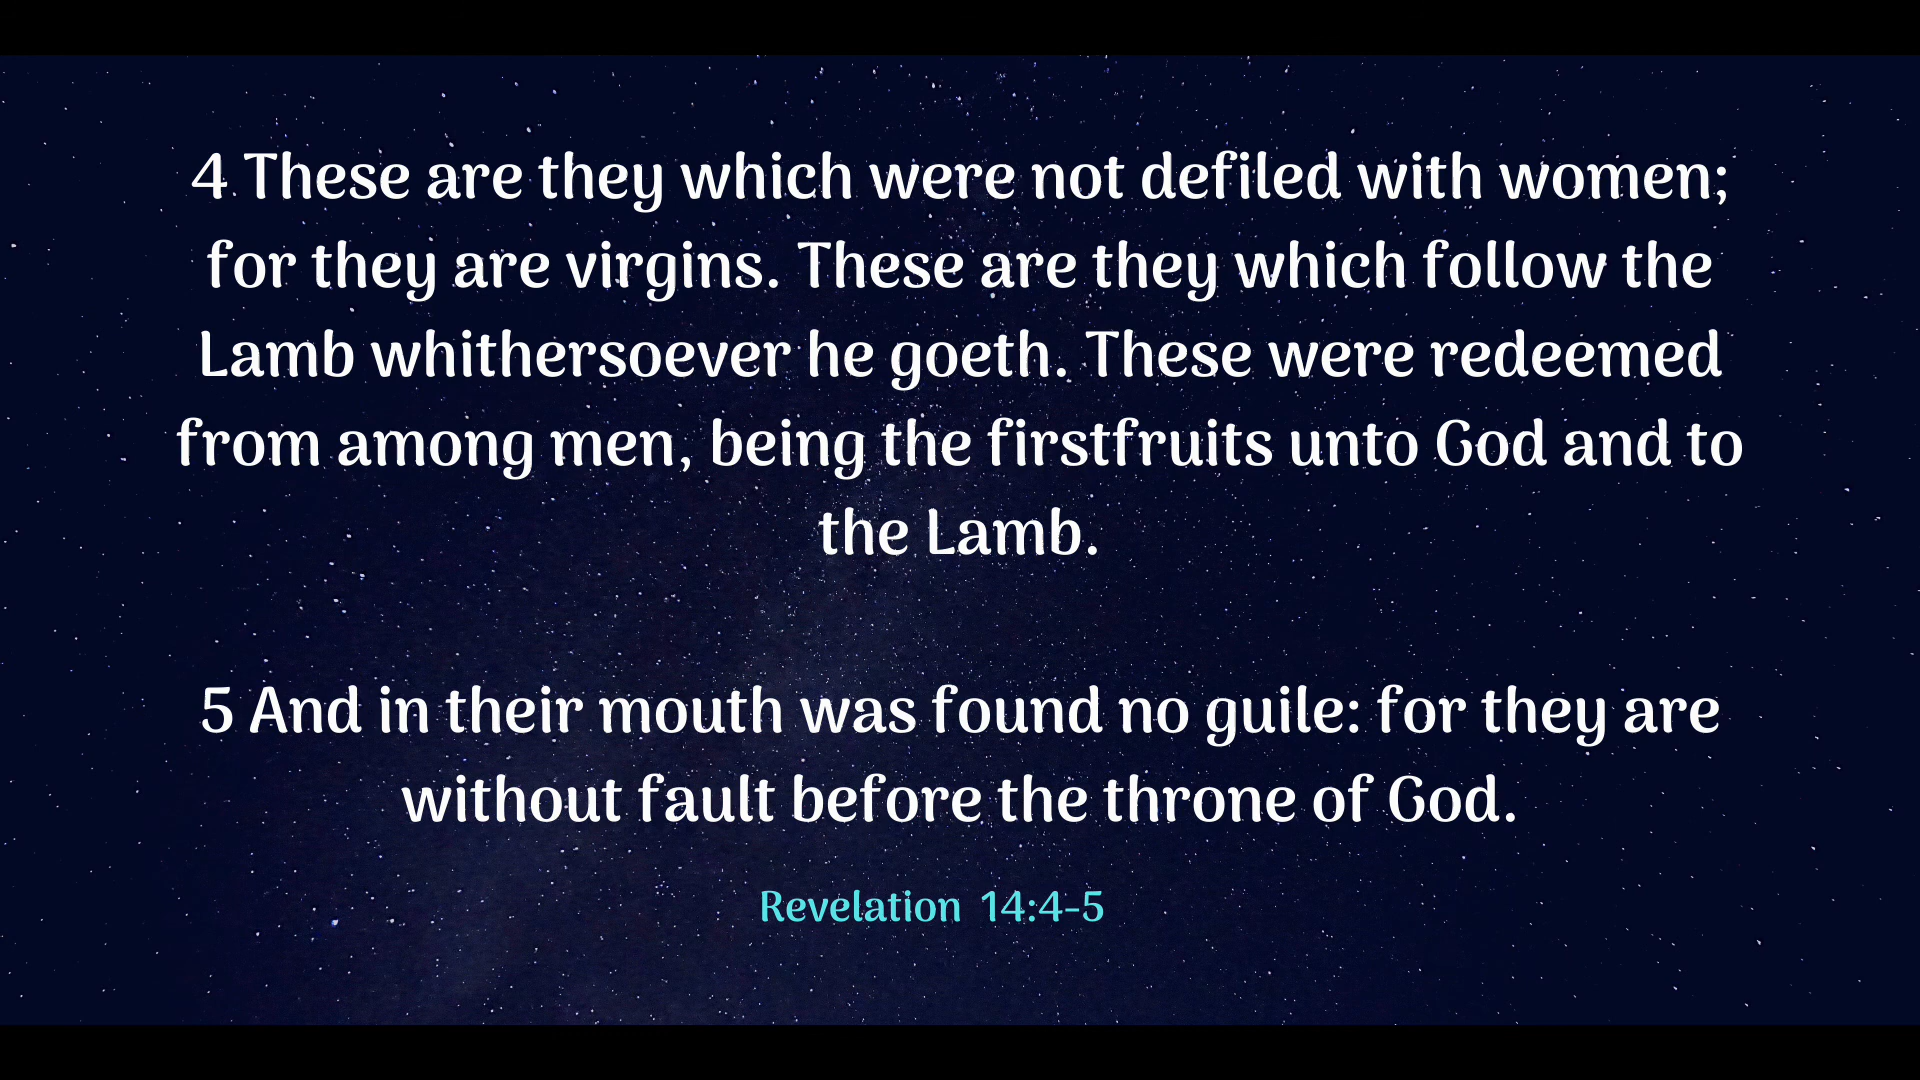 4 These are they which were not defiled with women;
for they are virgins. These are they which follow the
Lamb whithersoever he goeth. These were redeemed
from among men, being the firstfruits unto God and to
the Lamb.
5 And in their mouth was found no guile: for they are
without fault before the throne of God.
Revelation 14:4-5